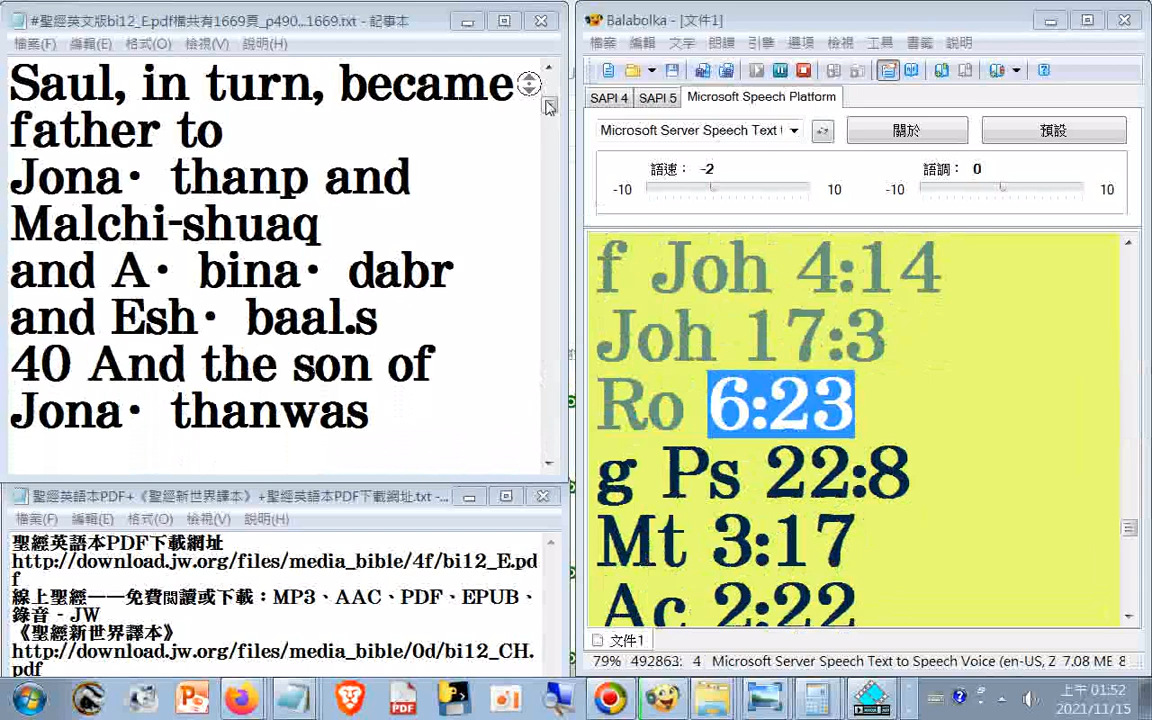 #聖經英文版bi12_E.pdf檔共有1669頁_p490...1669.txt - 記事本
檔案(F) 編輯(E) 格式(O) 檢視(V) 說明(H)
Saul, in turn, became
father to
Jona· thanp and
Malchi-shuaq
and A· bina· dabr
and Esh· baal.s
40 And the son of
Jona· thanwas
聖經英語本PDF+《聖經新世界譯本》+聖經英語本PDF下載網址.txt -...
檔案(F) 編輯(E) 格式(O) 檢視(V) 說明(H)
聖經英語本PDF下載網址
http://download.jw.org/files/media_bible/4f/bi12_E.pd
f
線上聖經——免費閱讀或下載：MP3、AAC、PDF、EPUB、
錄音 - JW
《聖經新世界譯本》
http://download.jw.org/files/media_bible/0d/bi12_CH.
pdf
Balabolka - [文件1]
檔案 編輯 文字 朗讀 引擎 選項 檢視 工具 書籤 說明
SAPI 4 SAPI 5 Microsoft Speech Platform
Microsoft Server Speech Text 關於 預設
語速： -2 語調： 0
-10 10 -10 10
f Joh 4:14
Joh 17:3
Ro 6:23
g Ps 22:8
Mt 3:17
Ac 2:22
文件1
79% 492863: 4 Microsoft Server Speech Text to Speech Voice (en-US, Z 7.08 MB 8
上午 01:52
2021/11/15